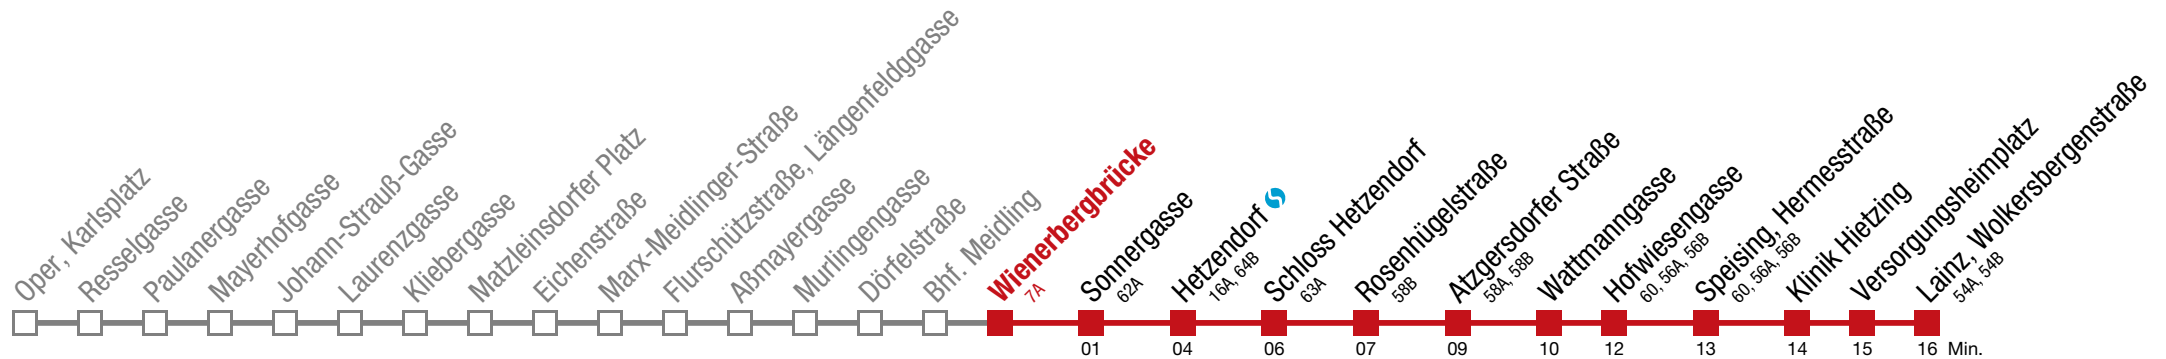 Oper, Karlsplatz
Resselgasse
Paulanergasse
Mayerhofgasse
Johann-Strauß-Gasse
Laurenzgasse
Kliebergasse
Matzleinsdorfer Platz
Eichenstraße
Marx-Meidlinger-Straße
Flurschützstraße, Längenfeldggasse
Aßmayergasse
Murlingengasse
Dörfelstraße
Bhf. Meidling
Wienerbergbrücke
7A
Sonnergasse
62A
Hetzendorf
16A, 64B
Schloss Hetzendorf
63A
Rosenhügelstraße
58B
Atzgersdorfer Straße
58A, 58B
Wattmanngasse
Hofwiesengasse
60, 56A, 56B
Speising, Hermesstraße
60, 56A, 56B
Klinik Hietzing
Versorgungsheimplatz
Lainz, Wolkersbergenstraße
54A, 54B
01 04 06 07 09 10 12 13 14 15 16 Min.